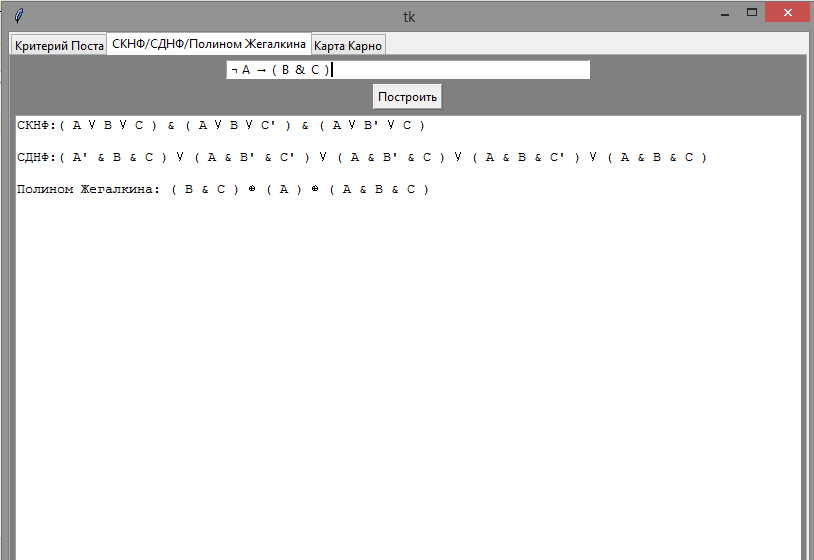 tk
Критерий Поста СКНФ/СДНФ/Полином Жегалкина Карта Карно
¬ A → ( B & C )
Построить
СКНФ:( A V B V C ) & ( A V B V C' ) & ( A V B' V C )
СДНФ:( A' & B & C ) V ( A & B' & C' ) V ( A & B' & C ) V ( A & B & C' ) V ( A & B & C )
Полином Жегалкина: ( B & C ) ⊕ ( A ) ⊕ ( A & B & C )